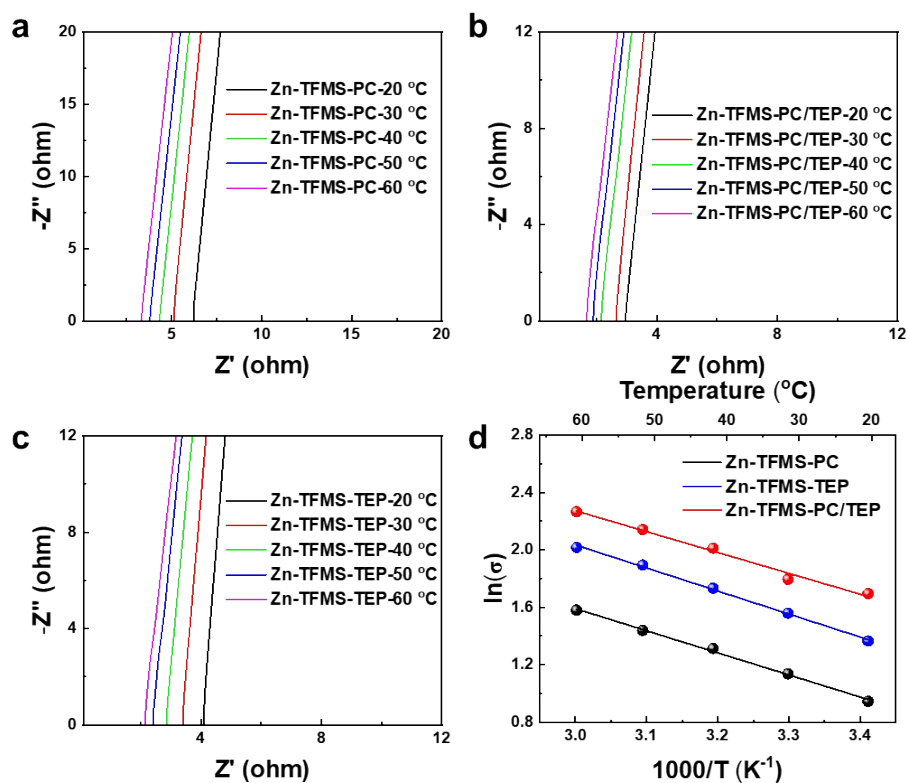 a
20
15
10
5
0
-Z" (ohm)
Zn-TFMS-PC-20 °C
Zn-TFMS-PC-30 °C
Zn-TFMS-PC-40 °C
Zn-TFMS-PC-50 °C
Zn-TFMS-PC-60 °C
5 10 15 20
Z' (ohm)
b
12
8
4
0
-Z" (ohm)
Zn-TFMS-PC/TEP-20 °C
Zn-TFMS-PC/TEP-30 °C
Zn-TFMS-PC/TEP-40 °C
Zn-TFMS-PC/TEP-50 °C
Zn-TFMS-PC/TEP-60 °C
4 8 12
Z' (ohm)
c
12
8
4
0
-Z" (ohm)
Zn-TFMS-TEP-20 °C
Zn-TFMS-TEP-30 °C
Zn-TFMS-TEP-40 °C
Zn-TFMS-TEP-50 °C
Zn-TFMS-TEP-60 °C
4 8 12
Z' (ohm)
d
Temperature (°C)
60 50 40 30 20
2.8
2.4
2.0
1.6
1.2
0.8
ln(σ)
Zn-TFMS-PC
Zn-TFMS-TEP
Zn-TFMS-PC/TEP
3.0 3.1 3.2 3.3 3.4
1000/T (K-1)